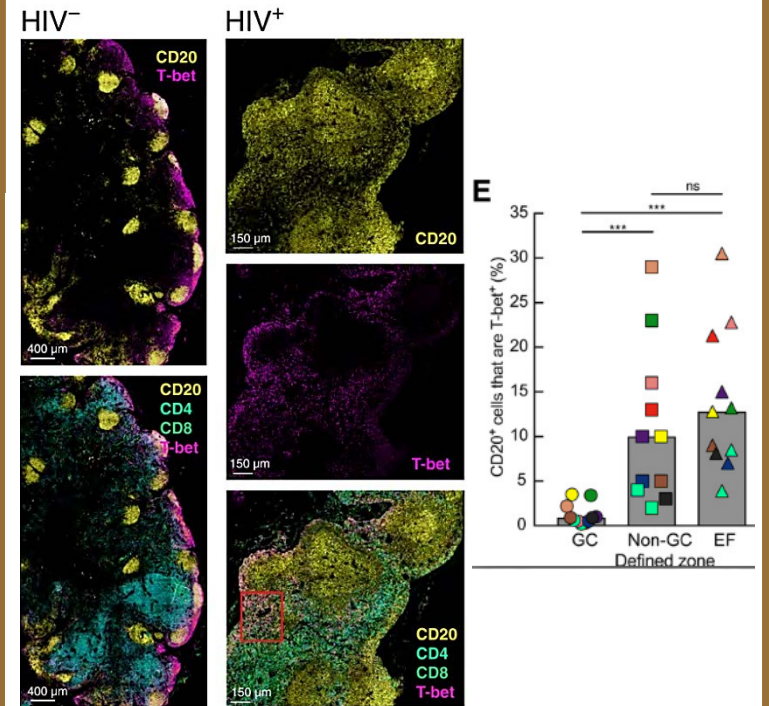 HIV⁻
HIV⁺
CD20
T-bet
400 µm
CD20
CD4
CD8
T-bet
400 µm
150 µm
CD20
150 µm
T-bet
CD20
CD4
CD8
T-bet
150 µm
E
ns
***
***
35
30
25
20
15
10
5
0
CD20⁺ cells that are T-bet⁺ (%)
GC
Non-GC
EF
Defined zone